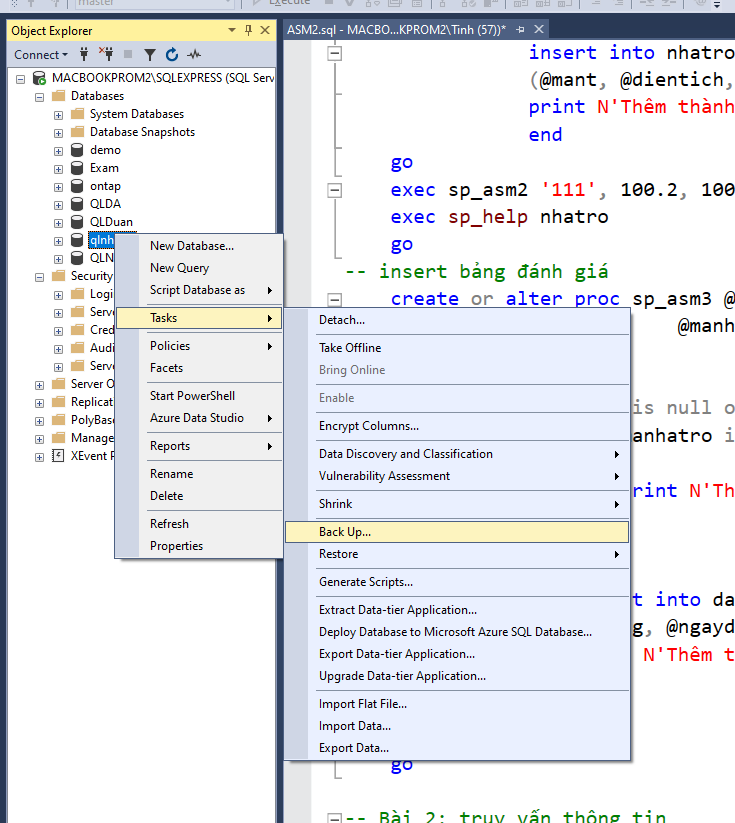 master
Execute
Object Explorer
ASM2.sql - MACBO...KPROM2\Tinh (57))*
Connect
MACBOOKPROM2\SQLEXPRESS (SQL Serv
Databases
System Databases
Database Snapshots
demo
Exam
ontap
QLDA
QLDuan
qlnh
QLN
Security
Logi
Serve
Cred
Audi
Serve
Server O
Replicat
PolyBase
Manage
XEvent P
New Database...
New Query
Script Database as
Tasks
Policies
Facets
Start PowerShell
Azure Data Studio
Reports
Rename
Delete
Refresh
Properties
Detach...
Take Offline
Bring Online
Enable
Encrypt Columns...
Data Discovery and Classification
Vulnerability Assessment
Shrink
Back Up...
Restore
Generate Scripts...
Extract Data-tier Application...
Deploy Database to Microsoft Azure SQL Database...
Export Data-tier Application...
Upgrade Data-tier Application...
Import Flat File...
Import Data...
Export Data...
insert into nhatro
(@mant, @dientich,
print N'Thêm thành
end
go
exec sp_asm2 '111', 100.2, 100
exec sp_help nhatro
go
-- insert bảng đánh giá
create or alter proc sp_asm3 @
@manh
is null o
anhatro i
rint N'Th
t into da
g, @ngayd
N'Thêm t
go
-- Bài 2: truy vấn thông tin